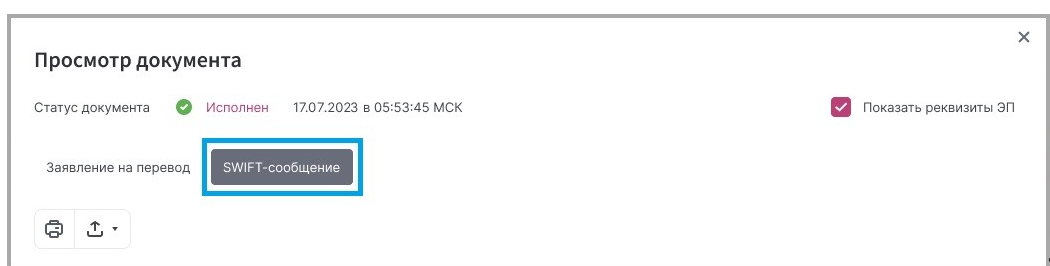 Просмотр документа
Статус документа Исполнен 17.07.2023 в 05:53:45 МСК Показать реквизиты ЭП
Заявление на перевод SWIFT-сообщение